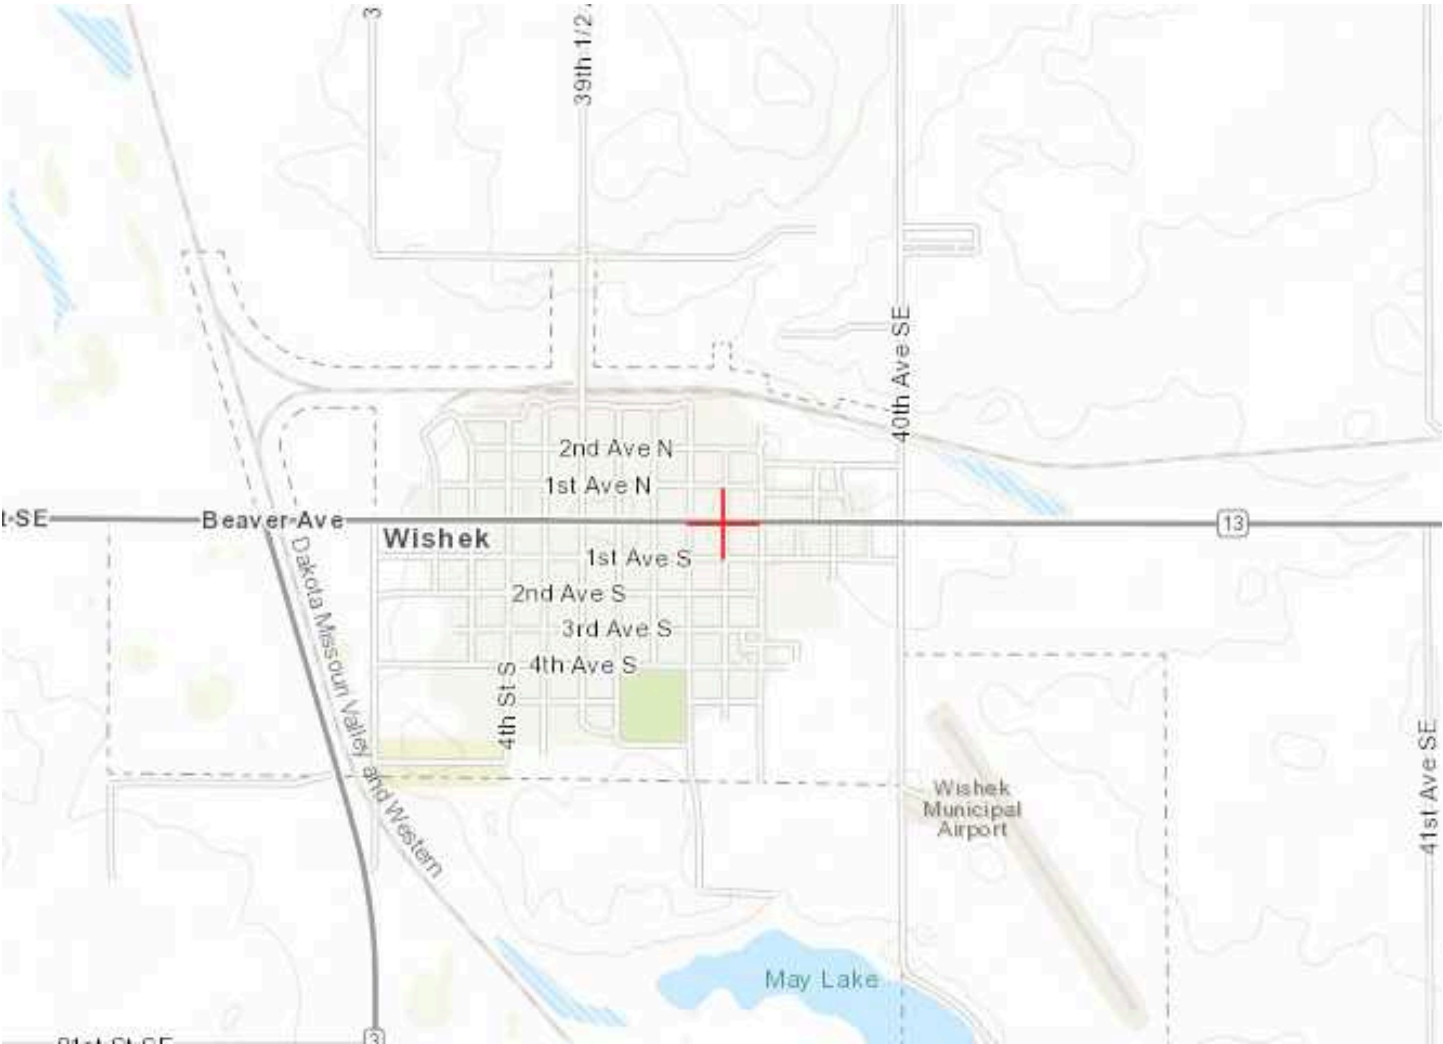 3
39th 1/2
40th Ave SE
2nd Ave N
1st Ave N
Beaver Ave
13
Wishek
1st Ave S
2nd Ave S
3rd Ave S
4th Ave S
4th St S
Dakota Missouri Valley and Western
Wishek
Municipal
Airport
41st Ave SE
May Lake
3